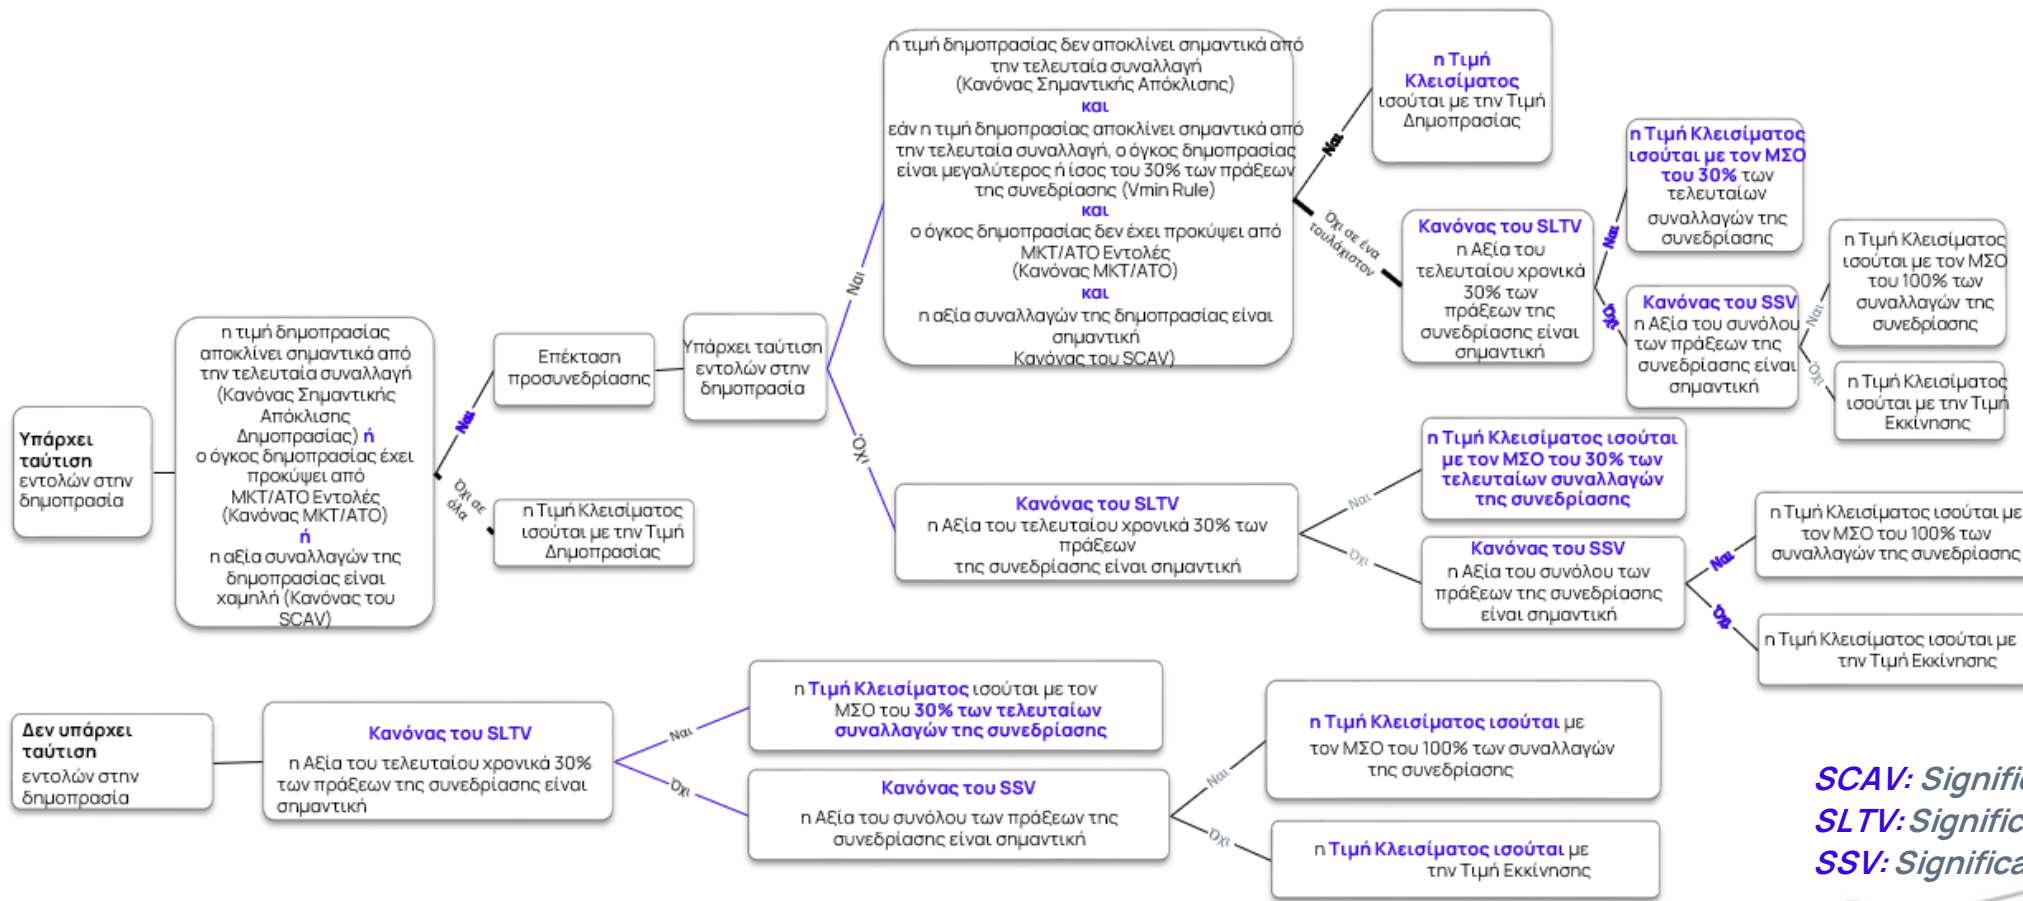 Υπάρχει
ταύτιση
εντολών στην
δημοπρασία
η τιμή δημοπρασίας
αποκλίνει σημαντικά από
την τελευταία συναλλαγή
(Κανόνας Σημαντικής
Απόκλισης
Δημοπρασίας) ή
ο όγκος δημοπρασίας έχει
προκύψει από
ΜΚΤ/ΑΤΟ Εντολές
(Κανόνας ΜΚΤ/ΑΤΟ)
ή
η αξία συναλλαγών της
δημοπρασίας είναι
χαμηλή (Κανόνας του
SCAV)
Ναι
Επέκταση
προσυνεδρίασης
Όχι σε
όλα
η Τιμή Κλεισίματος
ισούται με την Τιμή
Δημοπρασίας
Υπάρχει ταύτιση
εντολών στην
δημοπρασία
Ναι
η τιμή δημοπρασίας δεν αποκλίνει σημαντικά από
την τελευταία συναλλαγή
(Κανόνας Σημαντικής Απόκλισης)
και
εάν η τιμή δημοπρασίας αποκλίνει σημαντικά από
την τελευταία συναλλαγή, ο όγκος δημοπρασίας
είναι μεγαλύτερος ή ίσος του 30% των πράξεων
της συνεδρίασης (Vmin Rule)
και
ο όγκος δημοπρασίας δεν έχει προκύψει από
ΜΚΤ/ΑΤΟ Εντολές
(Κανόνας ΜΚΤ/ΑΤΟ)
και
η αξία συναλλαγών της δημοπρασίας είναι
σημαντική
Κανόνας του SCAV)
Ναι
η Τιμή
Κλεισίματος
ισούται με την Τιμή
Δημοπρασίας
Όχι σε ένα
τουλάχιστον
Κανόνας του SLTV
η Αξία του
τελευταίου χρονικά
30% των
πράξεων της
συνεδρίασης είναι
σημαντική
Ναι
η Τιμή Κλεισίματος
ισούται με τον ΜΣΟ
του 30% των
τελευταίων
συναλλαγών της
συνεδρίασης
Όχι
Κανόνας του SSV
η Αξία του συνόλου
των πράξεων της
συνεδρίασης είναι
σημαντική
Ναι
η Τιμή Κλεισίματος
ισούται με τον ΜΣΟ
του 100% των
συναλλαγών της
συνεδρίασης
Όχι
η Τιμή Κλεισίματος
ισούται με την Τιμή
Εκκίνησης
Όχι
Κανόνας του SLTV
η Αξία του τελευταίου χρονικά 30% των
πράξεων
της συνεδρίασης είναι σημαντική
Ναι
η Τιμή Κλεισίματος ισούται
με τον ΜΣΟ του 30% των
τελευταίων συναλλαγών
της συνεδρίασης
Όχι
Κανόνας του SSV
η Αξία του συνόλου των
πράξεων της συνεδρίασης
είναι σημαντική
Ναι
η Τιμή Κλεισίματος ισούται με
τον ΜΣΟ του 100% των
συναλλαγών της συνεδρίασης
Όχι
η Τιμή Κλεισίματος ισούται με
την Τιμή Εκκίνησης
Δεν υπάρχει
ταύτιση
εντολών στην
δημοπρασία
Κανόνας του SLTV
η Αξία του τελευταίου χρονικά 30%
των πράξεων της συνεδρίασης είναι
σημαντική
Ναι
η Τιμή Κλεισίματος ισούται με τον
ΜΣΟ του 30% των τελευταίων
συναλλαγών της συνεδρίασης
Όχι
Κανόνας του SSV
η Αξία του συνόλου των πράξεων της
συνεδρίασης είναι σημαντική
Ναι
η Τιμή Κλεισίματος ισούται με
τον ΜΣΟ του 100% των συναλλαγών
της συνεδρίασης
Όχι
η Τιμή Κλεισίματος ισούται με
την Τιμή Εκκίνησης
SCAV:
SLTV:
SSV: